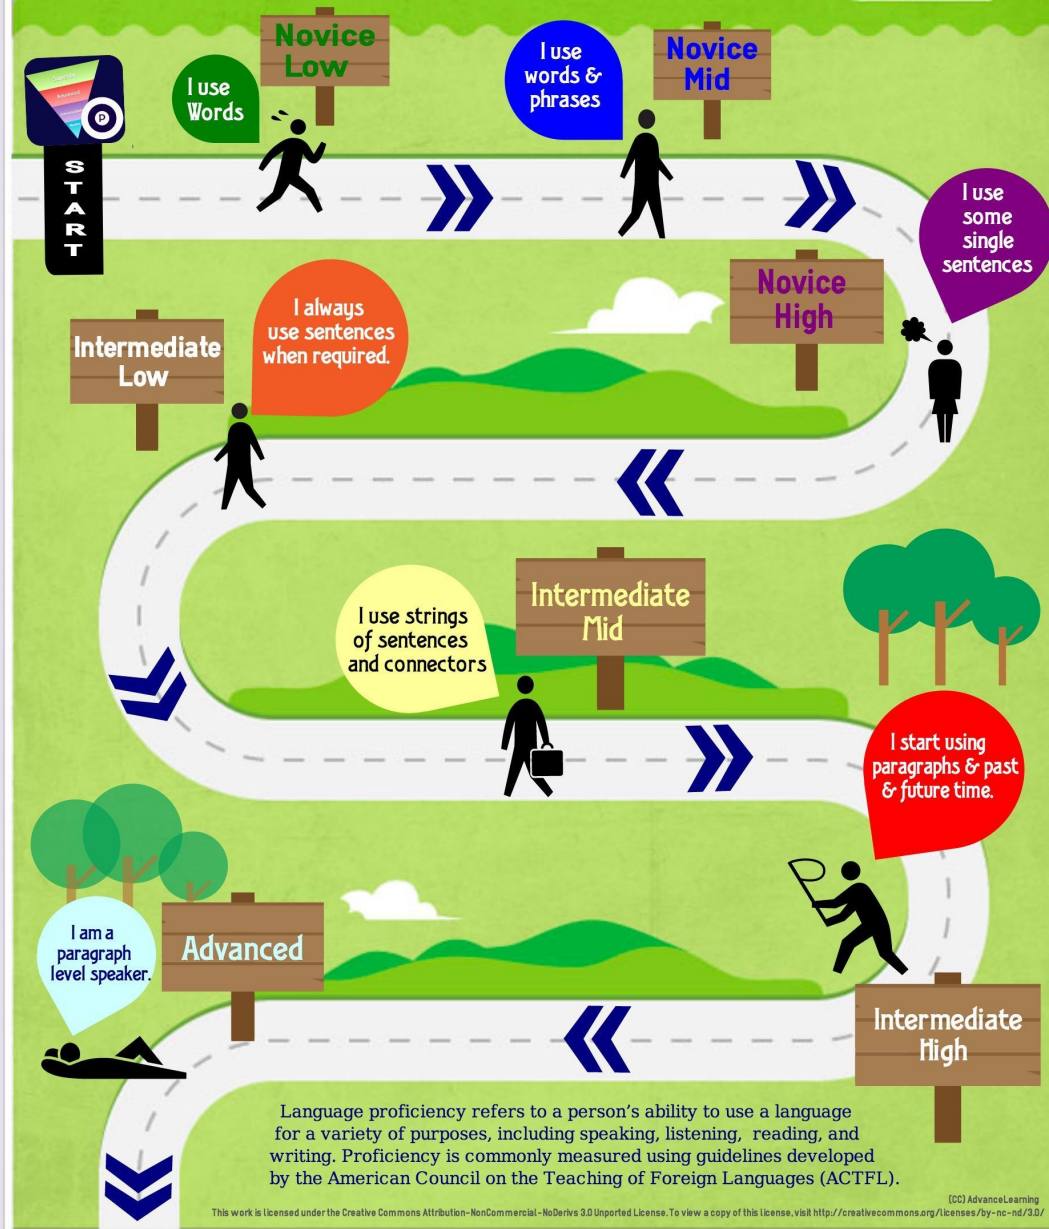 Novice
Low
I use
Words
I use
words &
phrases
Novice
Mid
S
T
A
R
T
I use
some
single
sentences
Novice
High
I always
use sentences
when required.
Intermediate
Low
I use strings
of sentences
and connectors
Intermediate
Mid
I start using
paragraphs & past
& future time.
Intermediate
High
I am a
paragraph
level speaker.
Advanced
Language proficiency refers to a person's ability to use a language
for a variety of purposes, including speaking, listening, reading, and
writing. Proficiency is commonly measured using guidelines developed
by the American Council on the Teaching of Foreign Languages (ACTFL).
(CC) AdvanceLearning
This work is licensed under the Creative Commons Attribution-NonCommercial-NoDerivs 3.0 Unported License. To view a copy of this license, visit http://creativecommons.org/licenses/by-nc-nd/3.0/
P